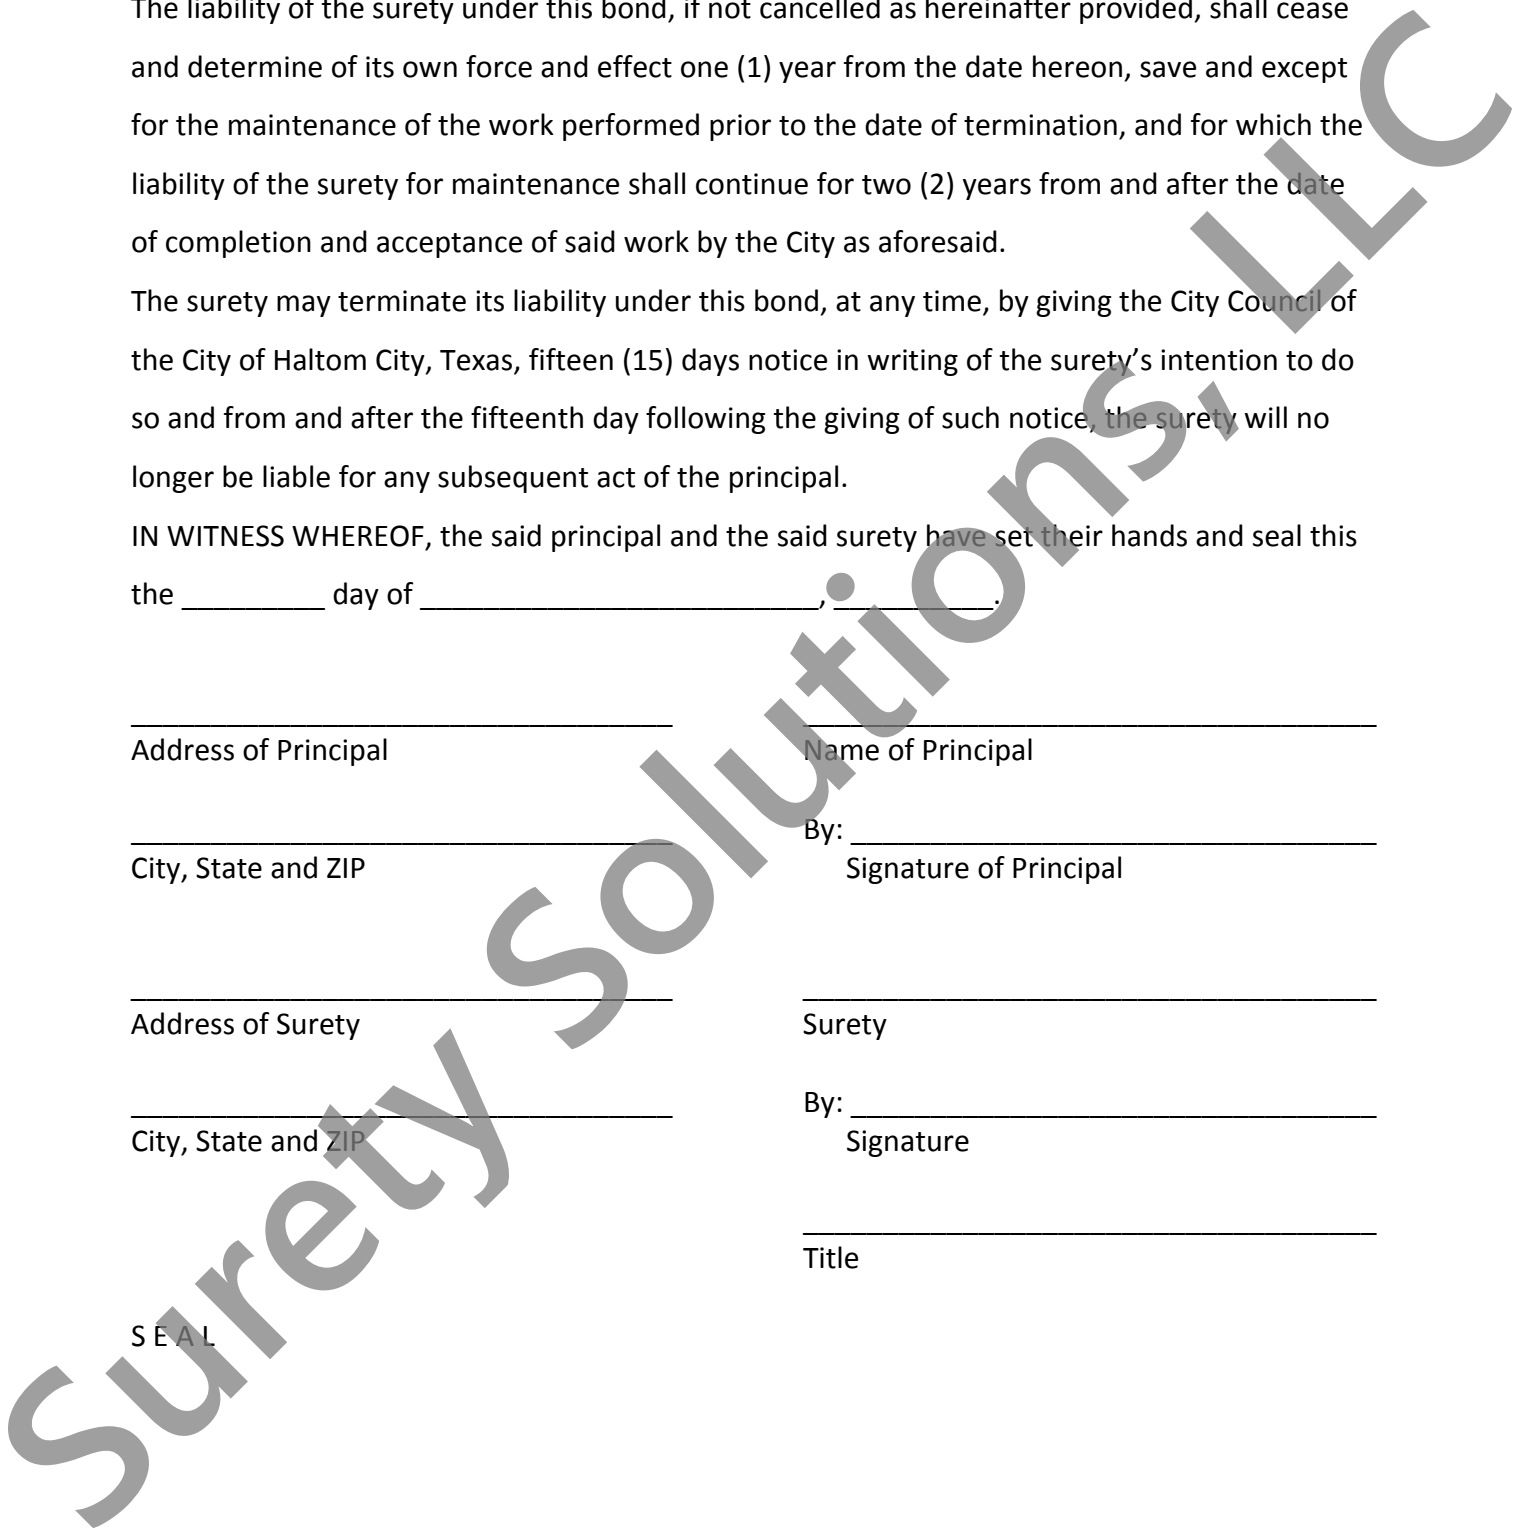 The liability of the surety under this bond, if not cancelled as hereinafter provided, shall cease
and determine of its own force and effect one (1) year from the date hereon, save and except
for the maintenance of the work performed prior to the date of termination, and for which the
liability of the surety for maintenance shall continue for two (2) years from and after the date
of completion and acceptance of said work by the City as aforesaid.
The surety may terminate its liability under this bond, at any time, by giving the City Council of
the City of Haltom City, Texas, fifteen (15) days notice in writing of the surety’s intention to do
so and from and after the fifteenth day following the giving of such notice, the surety will no
longer be liable for any subsequent act of the principal.
IN WITNESS WHEREOF, the said principal and the said surety have set their hands and seal this
the _________ day of _________________________, __________.
Address of Principal
Name of Principal
By: _________________________________
City, State and ZIP
Signature of Principal
Address of Surety
Surety
By: _________________________________
City, State and ZIP
Signature
Title
S E A L
Surety Solutions, LLC